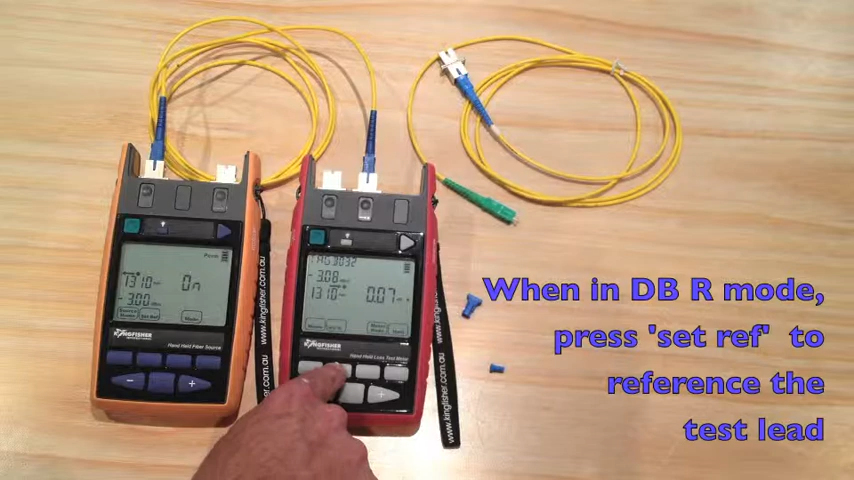 Perm
1310
0n
-3.00
KINGFISHER
Hand Held Fiber Source
-3.08
1310
0.07
KINGFISHER
Hand Held Loss Test Meter
www.kingfisher.com.au
www.kingfisher.com.au
When in DB R mode,
press 'set ref' to
reference the
test lead